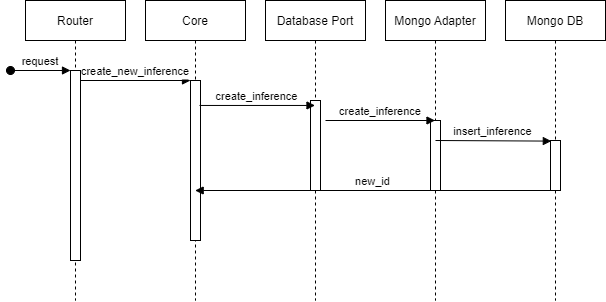 Router
Core
Database Port
Mongo Adapter
Mongo DB
request
create_new_inference
create_inference
create_inference
insert_inference
new_id